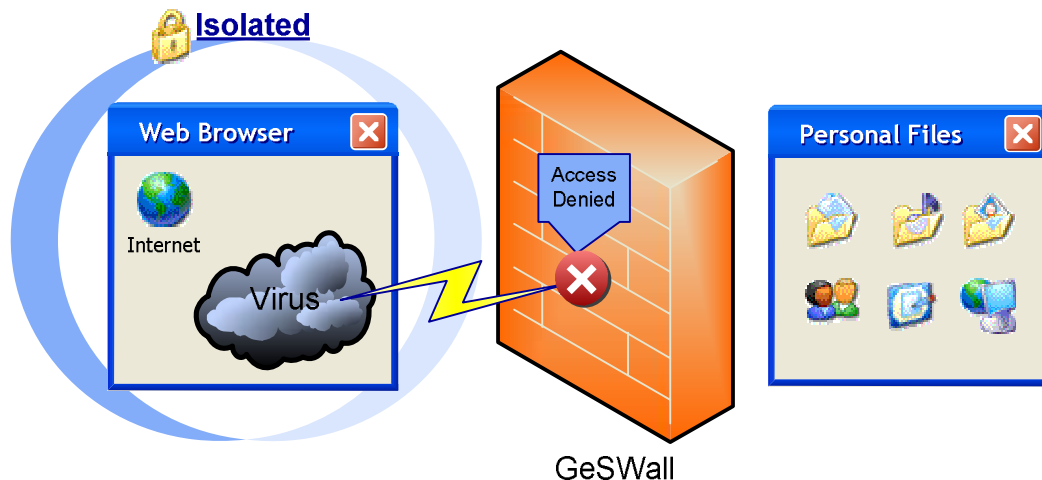 Isolated
Web Browser
Internet
Virus
Access
Denied
GeSWall
Personal Files